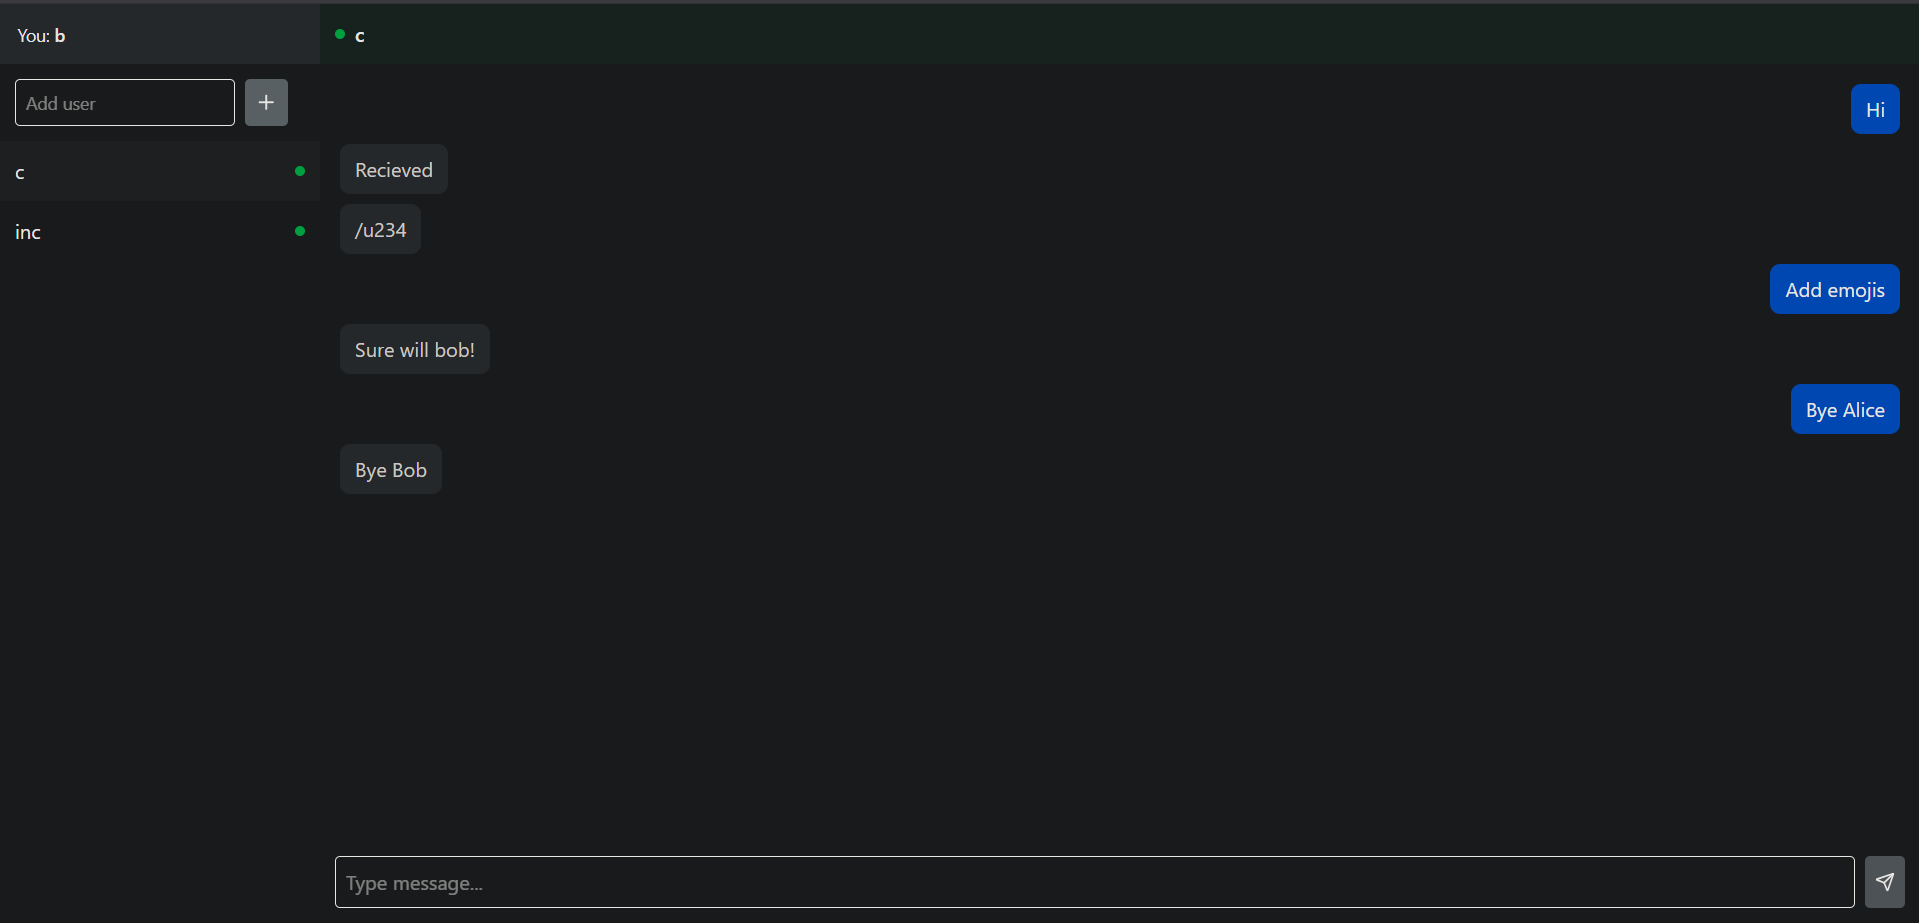 You: b
c
Add user
+
c
inc
Hi
Recieved
/u234
Add emojis
Sure will bob!
Bye Alice
Bye Bob
Type message...